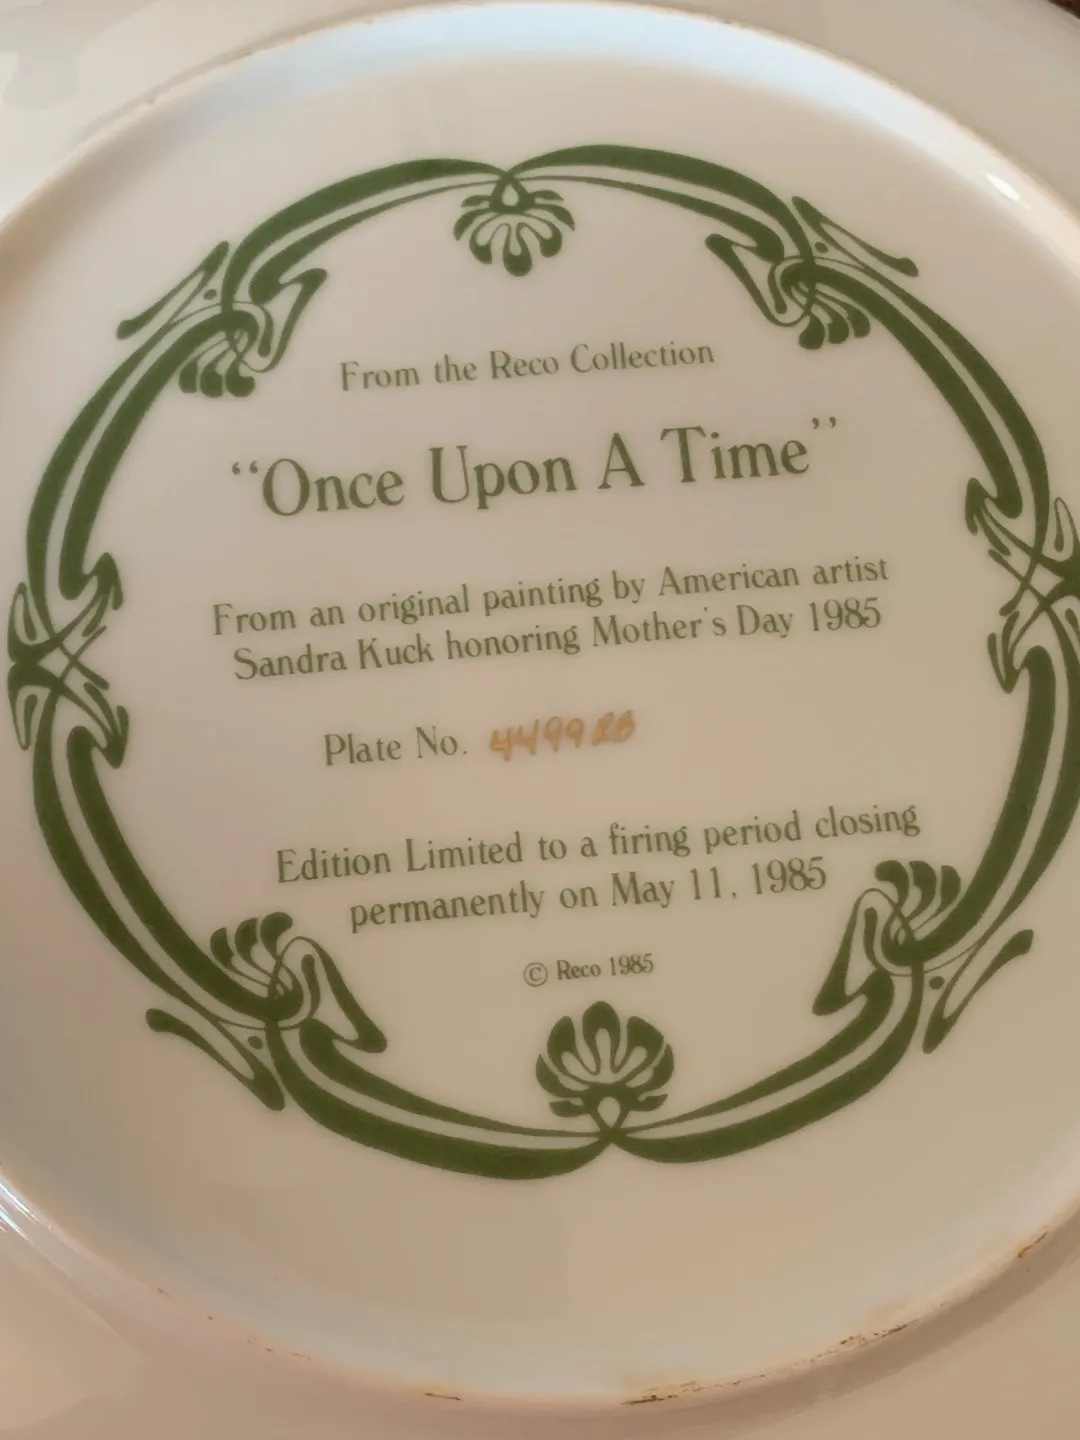 From the Reco Collection
“Once Upon A Time”
From an original painting by American artist
Sandra Kuck honoring Mother's Day 1985
Plate No. 4499
Edition Limited to a firing period closing
permanently on May 11, 1985
© Reco 1985